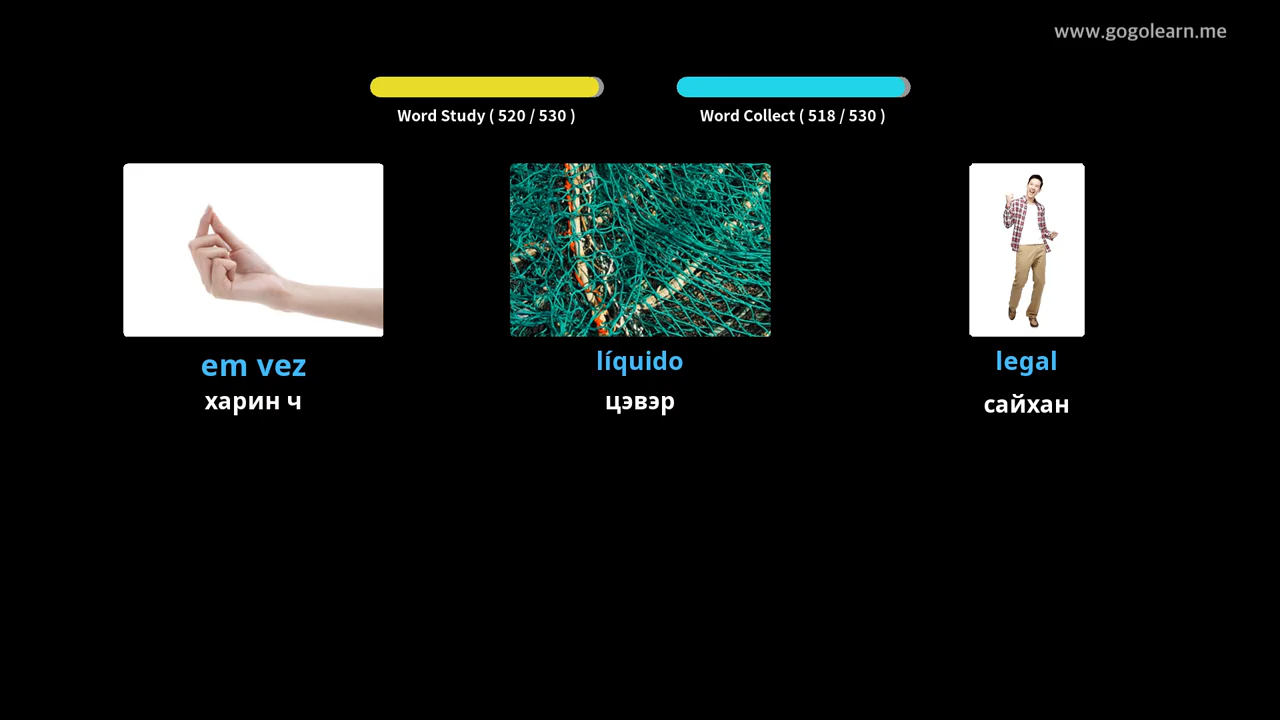 www.gogolearn.me
Word Study ( 520 / 530 )
Word Collect ( 518 / 530 )
em vez
харин ч
líquido
цэвэр
legal
сайхан